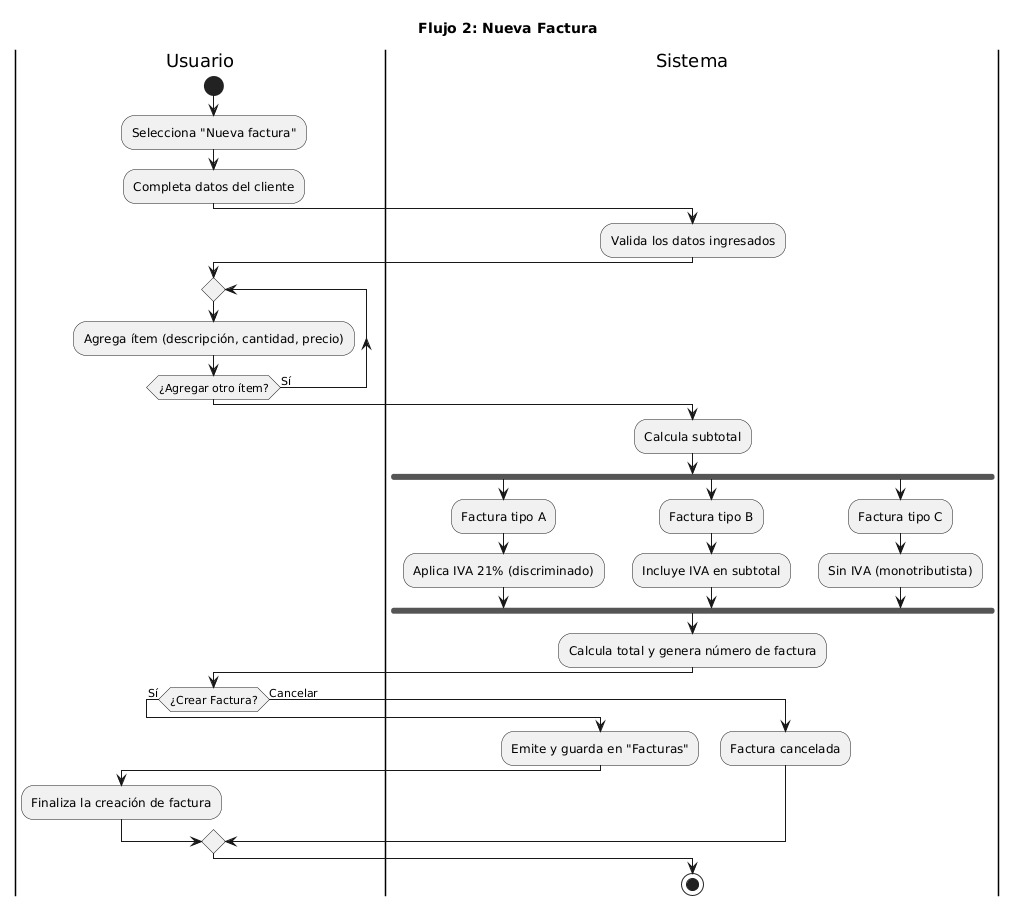 Flujo 2: Nueva Factura
Usuario
Sistema
Selecciona "Nueva factura"
Completa datos del cliente
Valida los datos ingresados
Agrega ítem (descripción, cantidad, precio)
¿Agregar otro ítem?
Sí
Calcula subtotal
Factura tipo A
Factura tipo B
Factura tipo C
Aplica IVA 21% (discriminado)
Incluye IVA en subtotal
Sin IVA (monotributista)
Calcula total y genera número de factura
Sí
¿Crear Factura?
Cancelar
Emite y guarda en "Facturas"
Factura cancelada
Finaliza la creación de factura